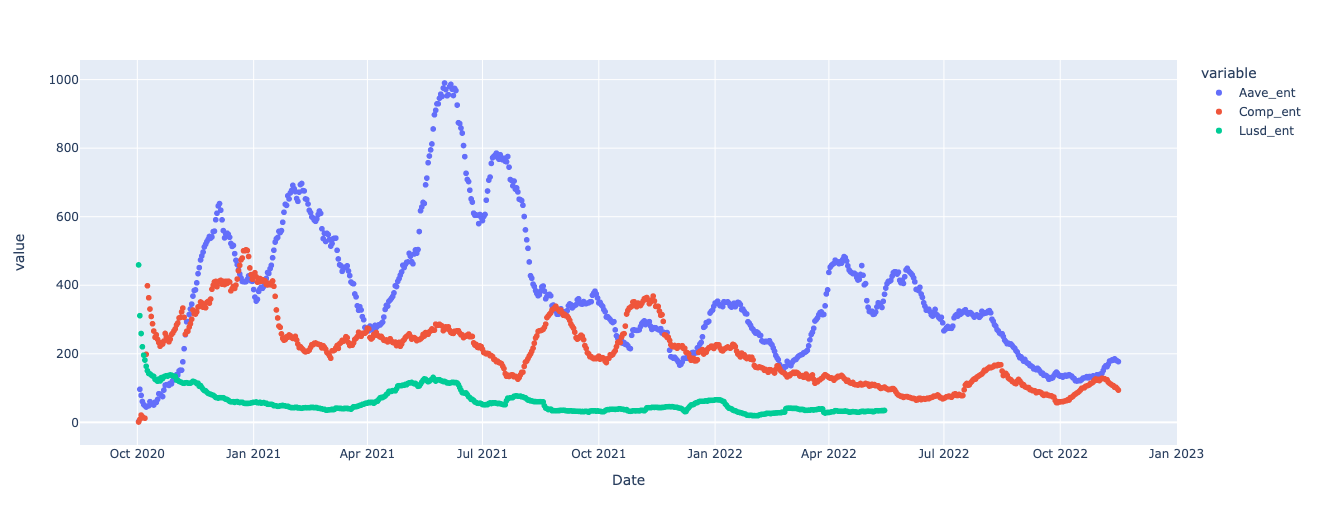 variable
Aave_ent
Comp_ent
Lusd_ent
value
1000
800
600
400
200
0
Oct 2020 Jan 2021 Apr 2021 Jul 2021 Oct 2021 Jan 2022 Apr 2022 Jul 2022 Oct 2022 Jan 2023
Date